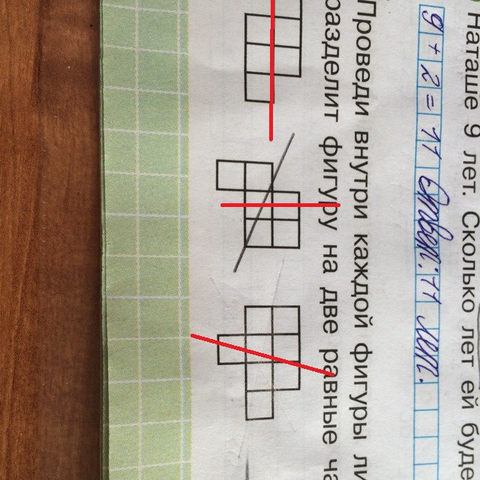 Наташе 9 лет. Сколько лет ей буде
9 + 2 = 11 Ответ: 11 лет.
Проведи внутри каждой фигуры ли
разделит фигуру на две равные ча